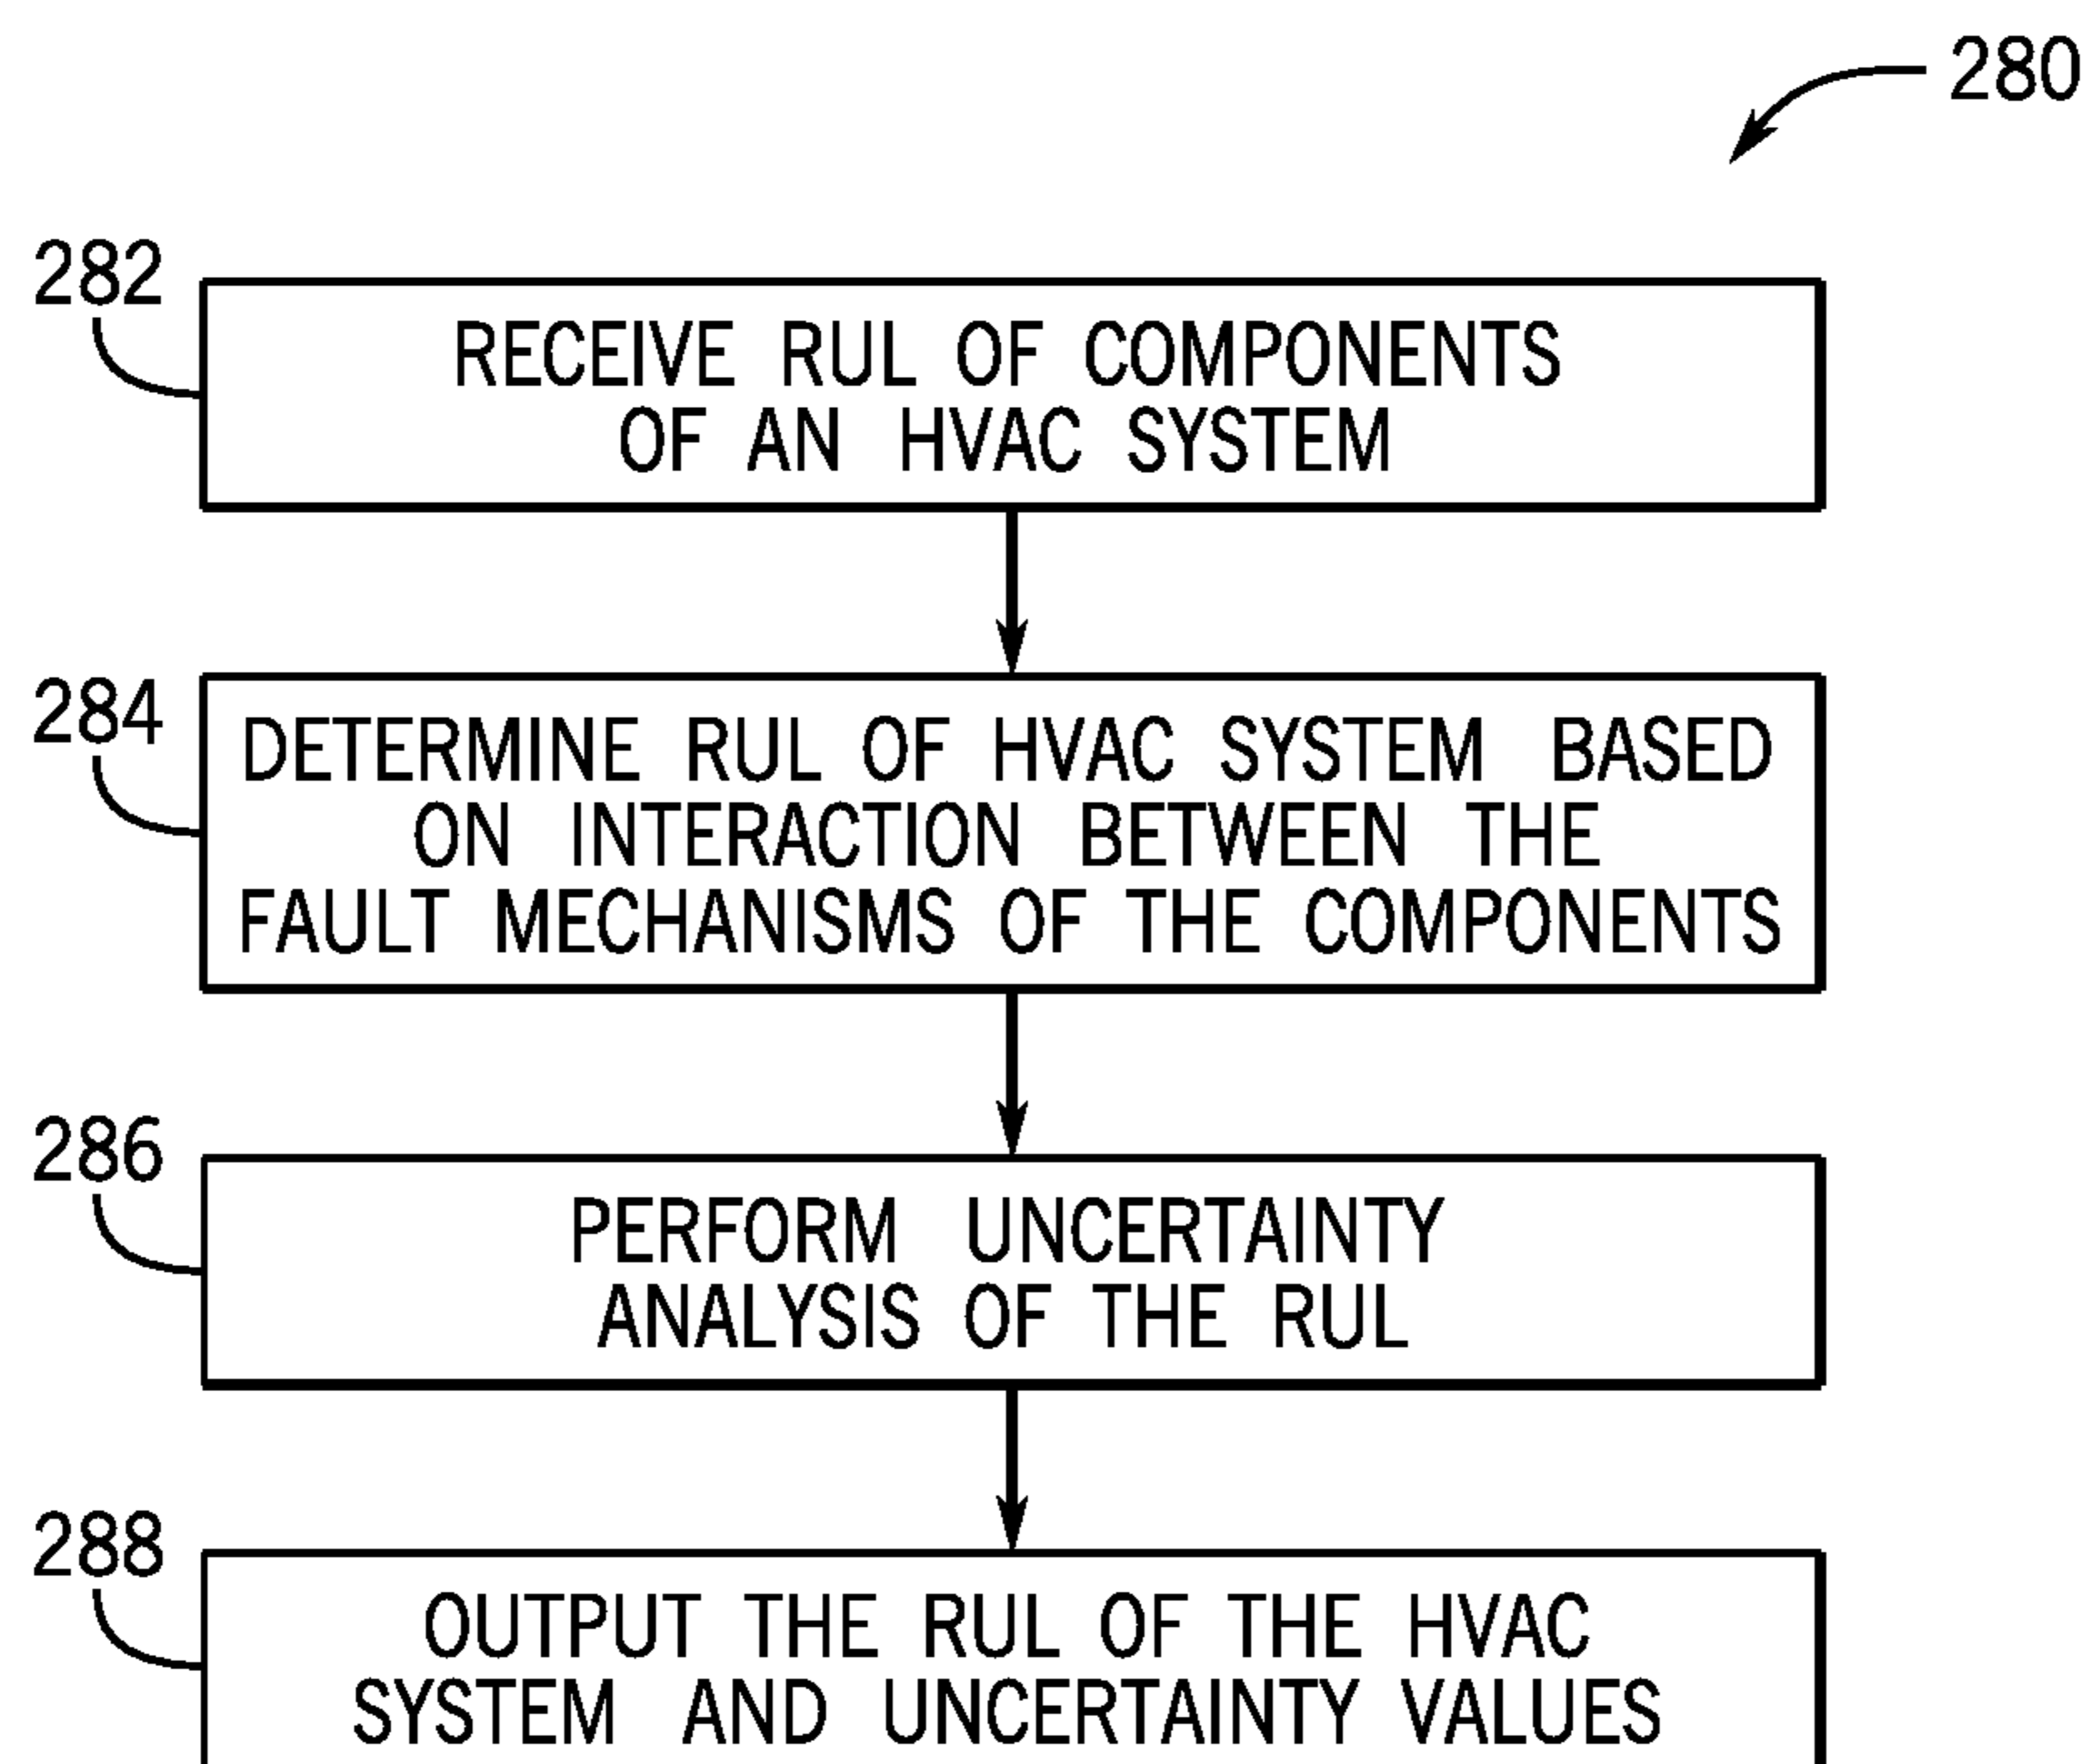 280
282
RECEIVE RUL OF COMPONENTS
OF AN HVAC SYSTEM
284
DETERMINE RUL OF HVAC SYSTEM BASED
ON INTERACTION BETWEEN THE
FAULT MECHANISMS OF THE COMPONENTS
286
PERFORM UNCERTAINTY
ANALYSIS OF THE RUL
288
OUTPUT THE RUL OF THE HVAC
SYSTEM AND UNCERTAINTY VALUES